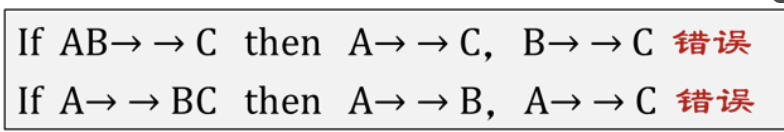 If AB→→C then A→→C, B→→C 错误
If A→→BC then A→→B, A→→C 错误